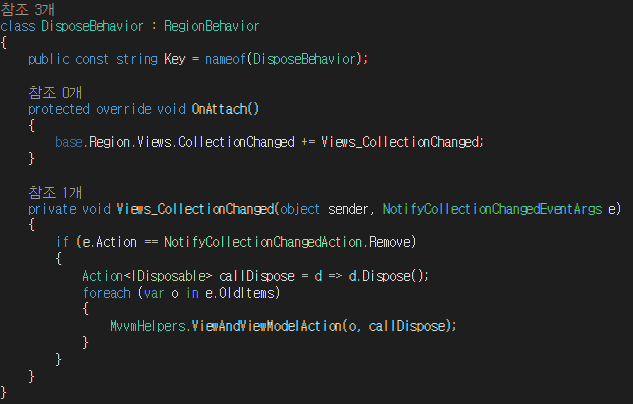 참조 3개
class DisposeBehavior : RegionBehavior
{
    public const string Key = nameof(DisposeBehavior);
    참조 0개
    protected override void OnAttach()
    {
        base.Region.Views.CollectionChanged += Views_CollectionChanged;
    }
    참조 1개
    private void Views_CollectionChanged(object sender, NotifyCollectionChangedEventArgs e)
    {
        if (e.Action == NotifyCollectionChangedAction.Remove)
        {
            Action<IDisposable> callDispose = d => d.Dispose();
            foreach (var o in e.OldItems)
            {
                MvvmHelpers.ViewAndViewModelAction(o, callDispose);
            }
        }
    }
}